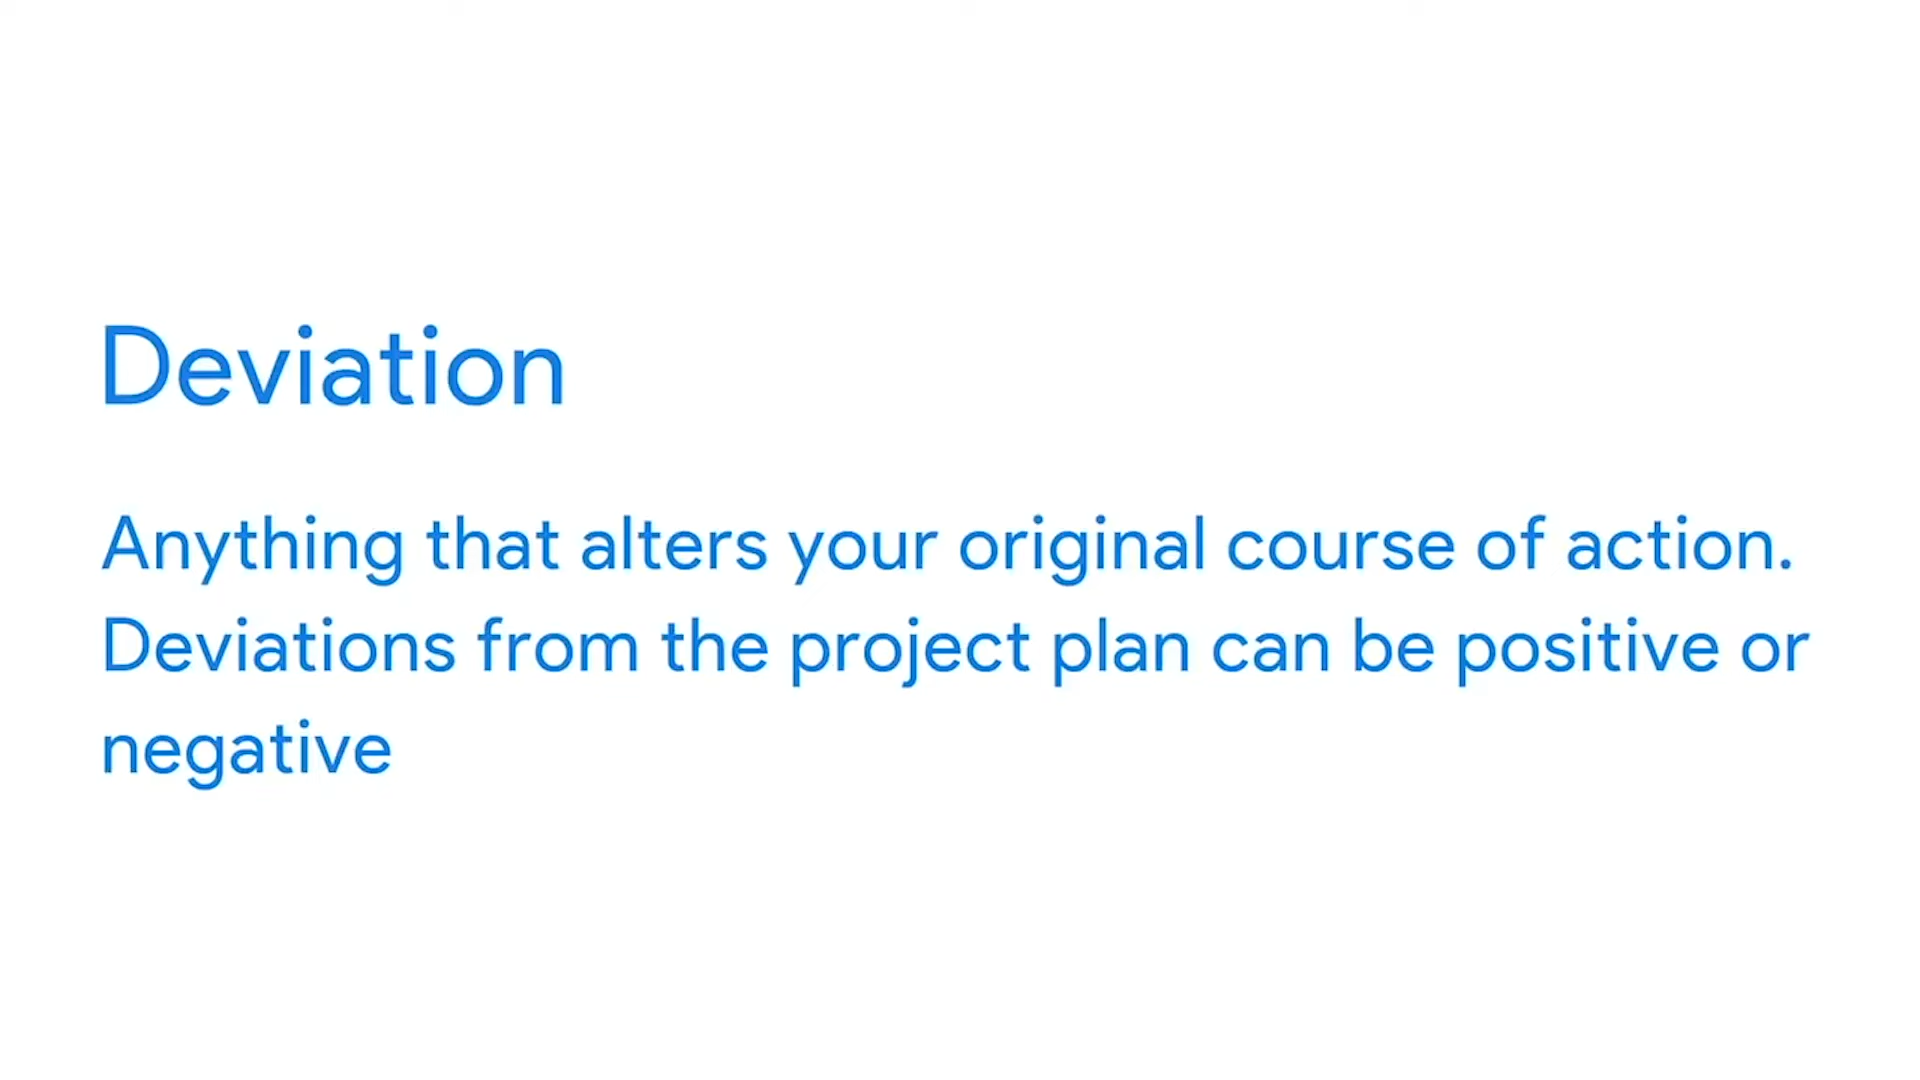 Deviation
Anything that alters your original course of action.
Deviations from the project plan can be positive or
negative